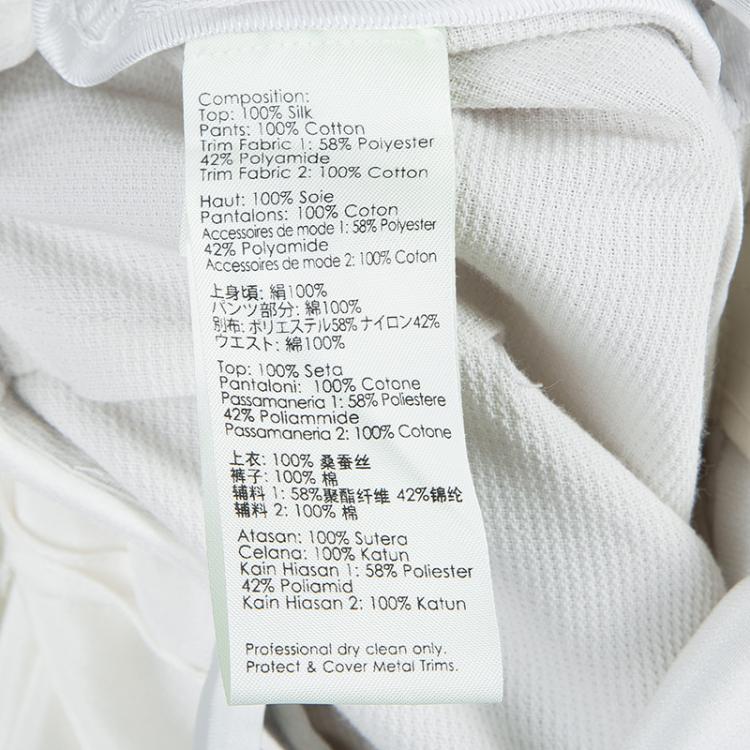 Composition:
Top: 100% Silk
Pants: 100% Cotton
Trim Fabric 1: 58% Polyester
42% Polyamide
Trim Fabric 2: 100% Cotton
Haut: 100% Soie
Pantalons: 100% Coton
Accessoires de mode 1: 58% Polyester
42% Polyamide
Accessoires de mode 2: 100% Coton
上身頃: 絹100%
パンツ部分: 綿100%
別布: ポリエステル58% ナイロン42%
ウエスト: 綿100%
Top: 100% Seta
Pantaloni: 100% Cotone
Passamaneria 1: 58% Poliestere
42% Poliammide
Passamaneria 2: 100% Cotone
上衣: 100% 桑蚕丝
裤子: 100% 棉
辅料 1: 58%聚酯纤维 42%锦纶
辅料 2: 100% 棉
Atasan: 100% Sutera
Celana: 100% Katun
Kain Hiasan 1: 58% Poliester
42% Poliamid
Kain Hiasan 2: 100% Katun
Professional dry clean only.
Protect & Cover Metal Trims.